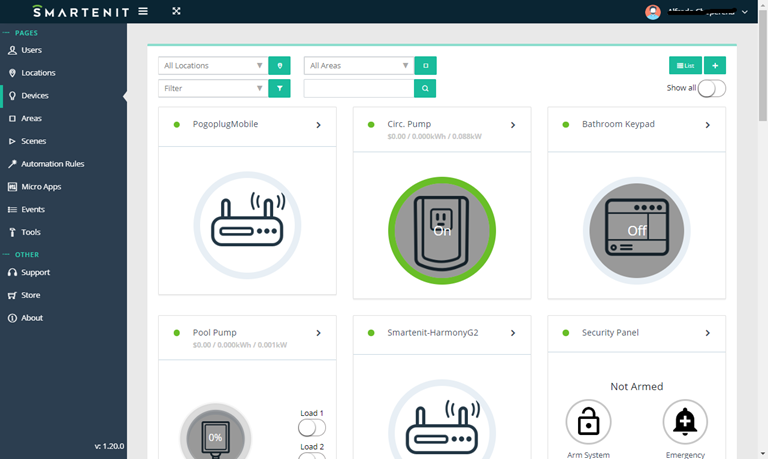 SMARTENIT
PAGES
Users
Locations
Devices
Areas
Scenes
Automation Rules
Micro Apps
Events
Tools
OTHER
Support
Store
About
v: 1.20.0
All Locations
All Areas
List
Filter
Show all
PogoplugMobile
Circ. Pump
$0.00 / 0.000kWh / 0.088kW
On
Bathroom Keypad
Off
Pool Pump
$0.00 / 0.000kWh / 0.001kW
0%
Load 1
Load 2
Smartenit-HarmonyG2
Security Panel
Not Armed
Arm System
Emergency